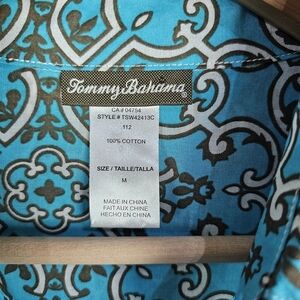 Tommy Bahama
CA# 04754
STYLE # TSW42413C
112
100% COTTON
SIZE / TAILLE/TALLA
M
MADE IN CHINA
FAIT AUX CHINE
HECHO EN CHINA